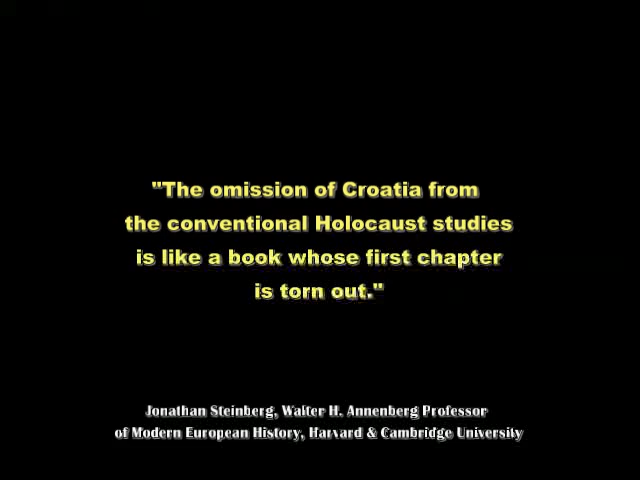 "The omission of Croatia from
the conventional Holocaust studies
is like a book whose first chapter
is torn out."
Jonathan Steinberg, Walter H. Annenberg Professor
of Modern European History, Harvard & Cambridge University